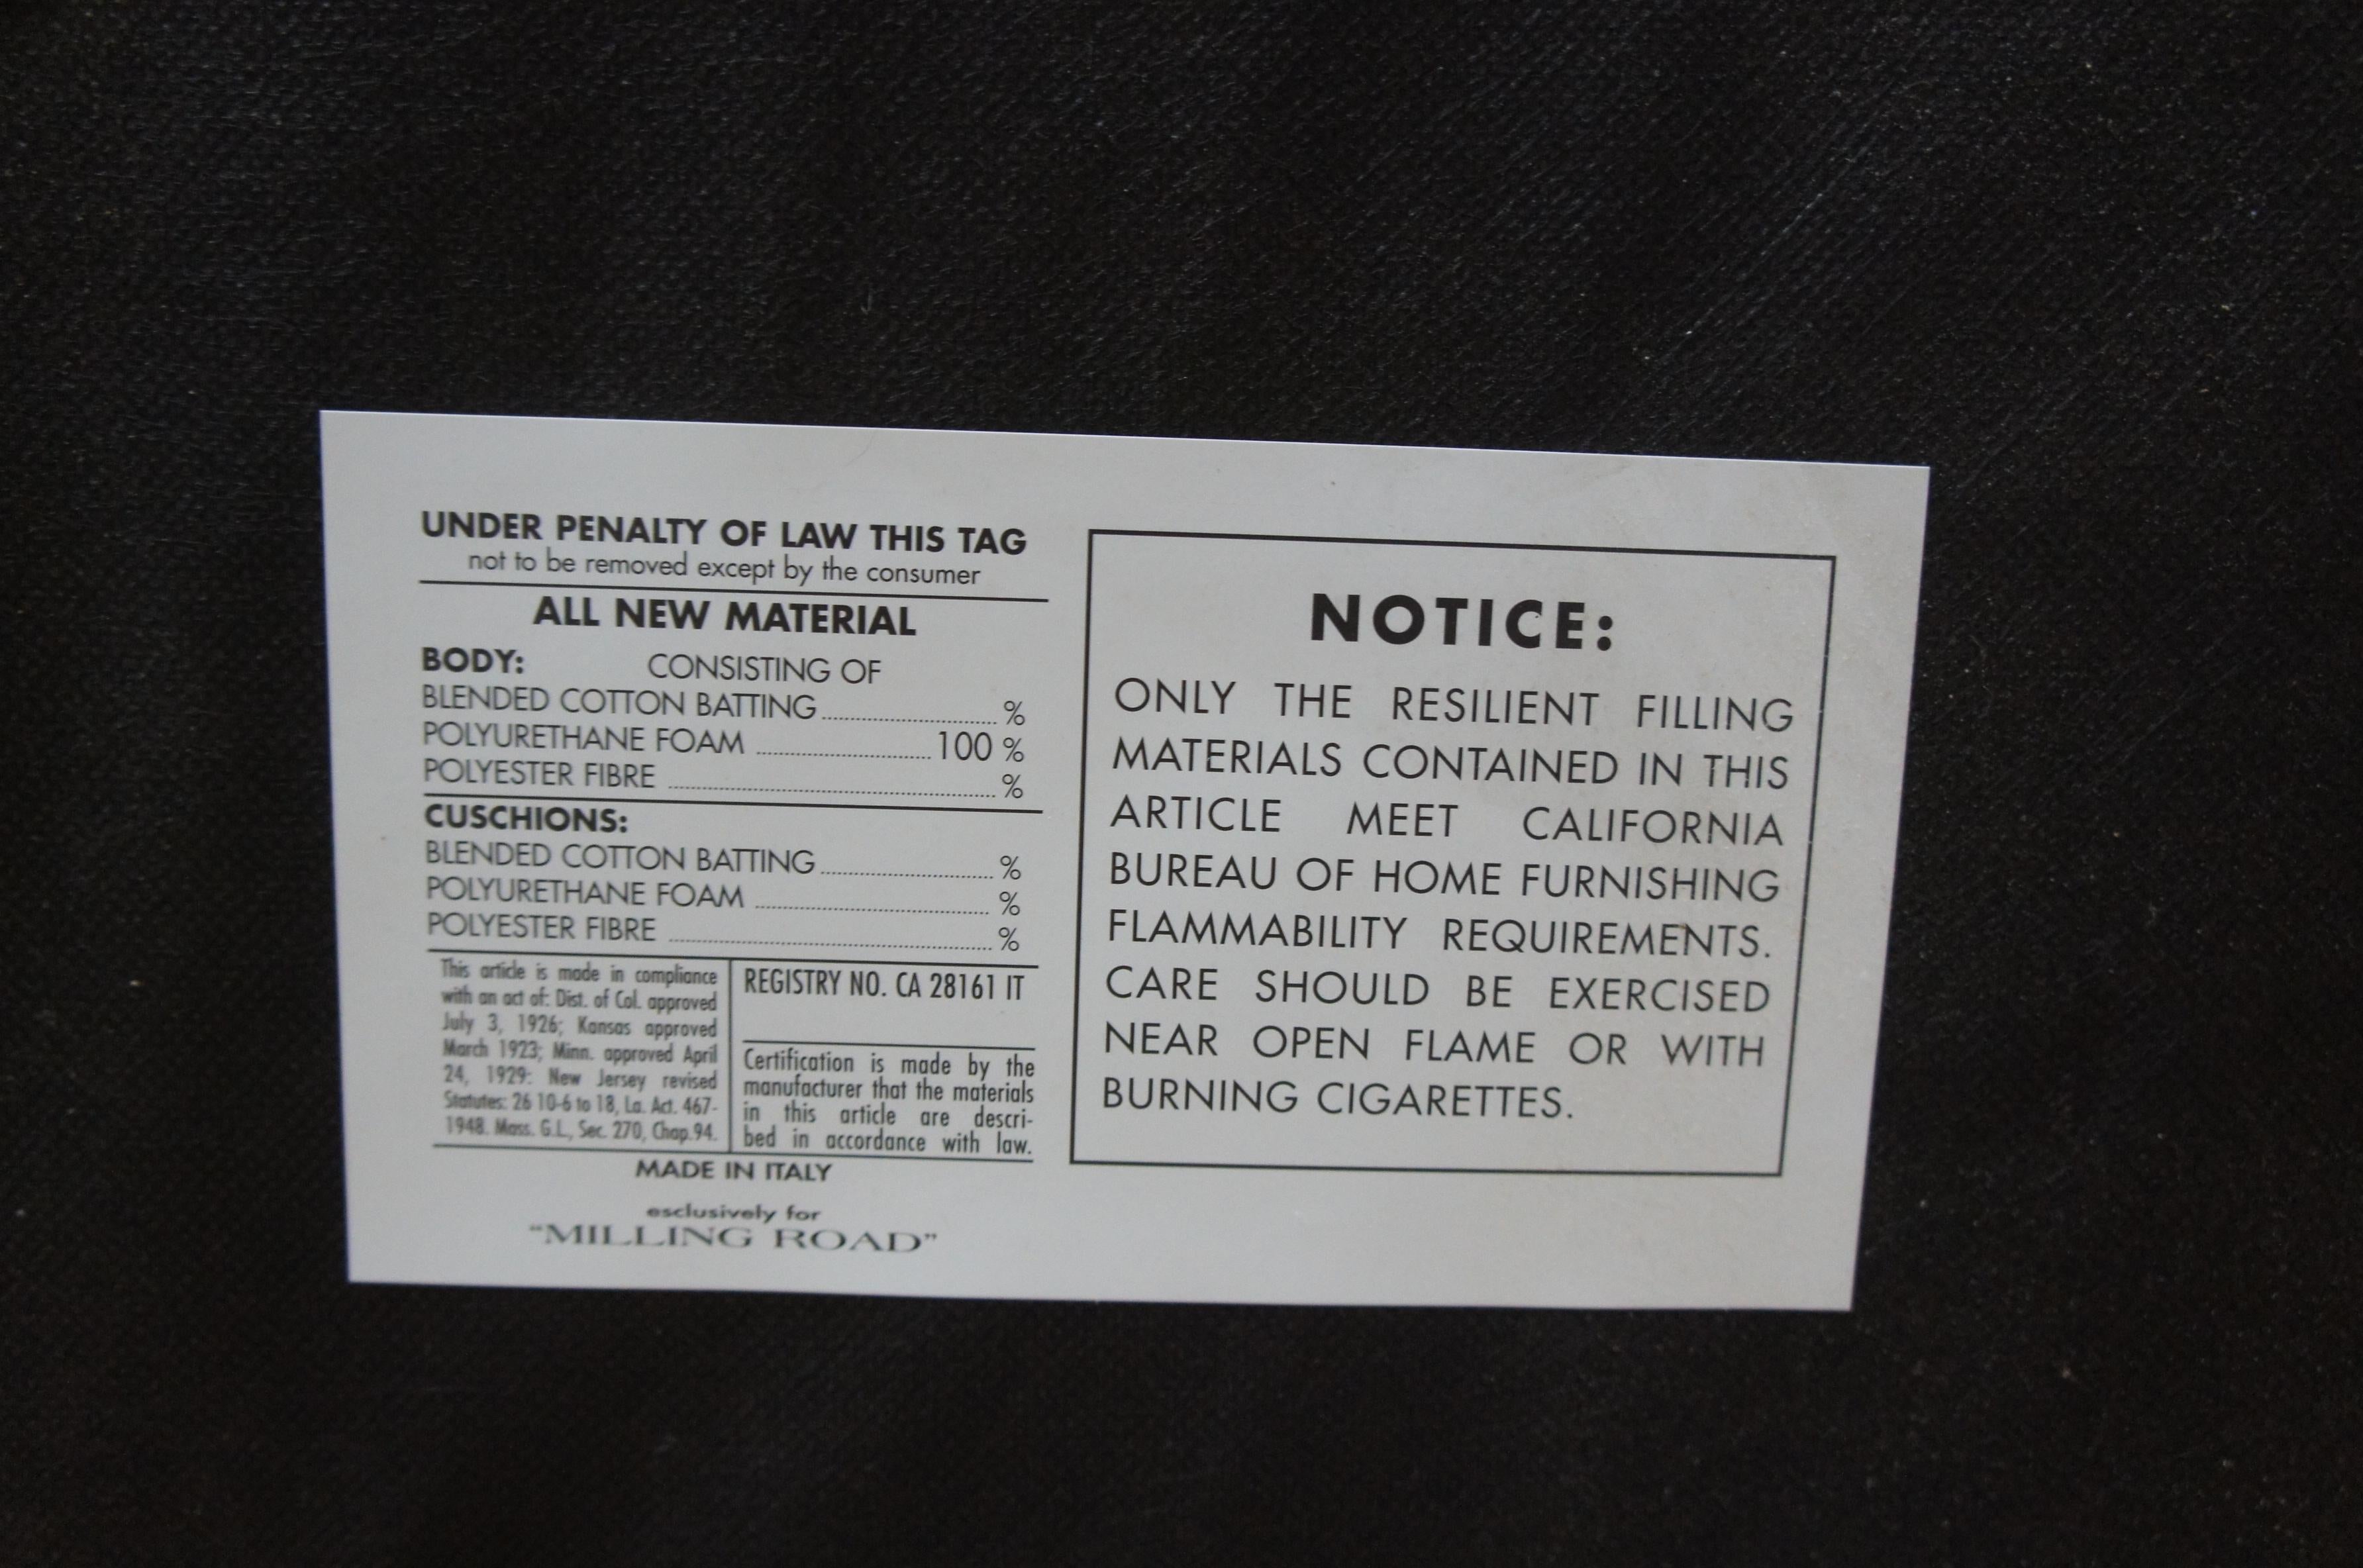 UNDER PENALTY OF LAW THIS TAG
not to be removed except by the consumer
ALL NEW MATERIAL
BODY: CONSISTING OF
BLENDED COTTON BATTING.....................%
POLYURETHANE FOAM .....................100 %
POLYESTER FIBRE .....................%
CUSCHIONS:
BLENDED COTTON BATTING.....................%
POLYURETHANE FOAM .....................%
POLYESTER FIBRE .....................%
This article is made in compliance
with an act of: Dist. of Col. approved
July 3, 1926; Kansas approved
March 1923; Minn. approved April
24, 1929: New Jersey revised
Statutes: 26 10-6 to 18, La. Act. 467-
1948. Mass. G.L., Sec. 270, Chap.94.
REGISTRY NO. CA 28161 IT
Certification is made by the
manufacturer that the materials
in this article are descri-
bed in accordance with law.
MADE IN ITALY
esclusively for
"MILLING ROAD"
NOTICE:
ONLY THE RESILIENT FILLING
MATERIALS CONTAINED IN THIS
ARTICLE MEET CALIFORNIA
BUREAU OF HOME FURNISHING
FLAMMABILITY REQUIREMENTS.
CARE SHOULD BE EXERCISED
NEAR OPEN FLAME OR WITH
BURNING CIGARETTES.